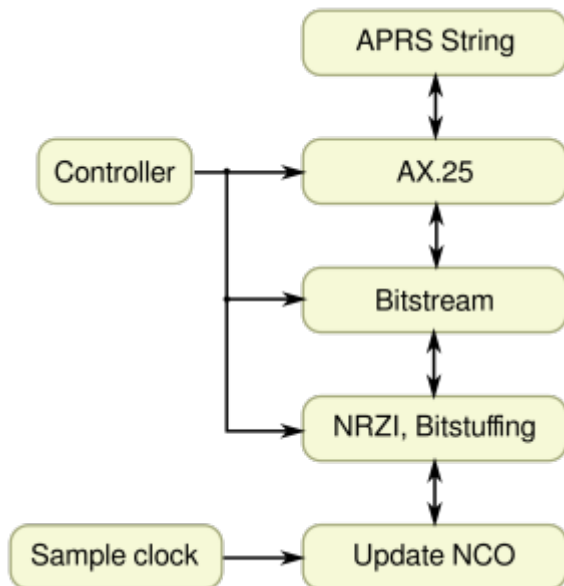 APRS String
Controller
AX.25
Bitstream
NRZI, Bitstuffing
Sample clock
Update NCO